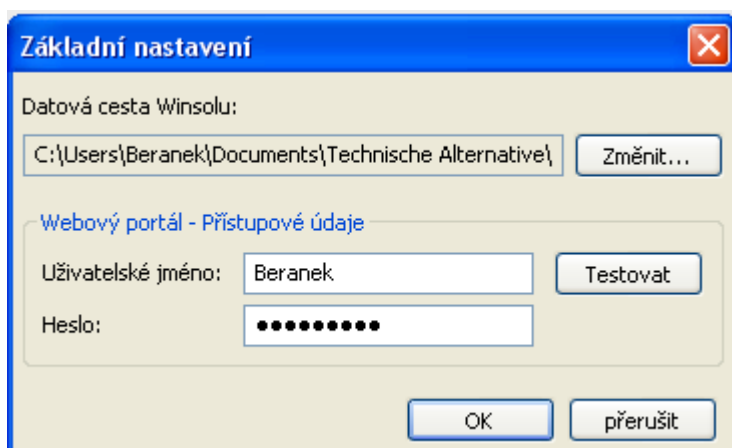 Základní nastavení
Datová cesta Winsolu:
C:\Users\Beranek\Documents\Technische Alternative\ Změnit...
Webový portál - Přístupové údaje
Uživatelské jméno: Beranek Testovat
Heslo: ●●●●●●●●●
OK přerušit